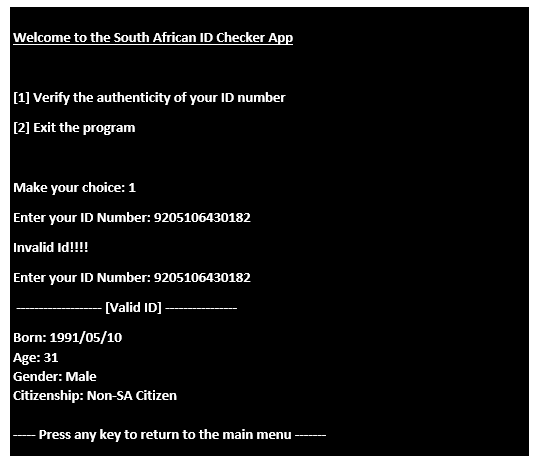 Welcome to the South African ID Checker App
[1] Verify the authenticity of your ID number
[2] Exit the program
Make your choice: 1
Enter your ID Number: 9205106430182
Invalid Id!!!!
Enter your ID Number: 9205106430182
------------------- [Valid ID] ----------------
Born: 1991/05/10
Age: 31
Gender: Male
Citizenship: Non-SA Citizen
----- Press any key to return to the main menu -------